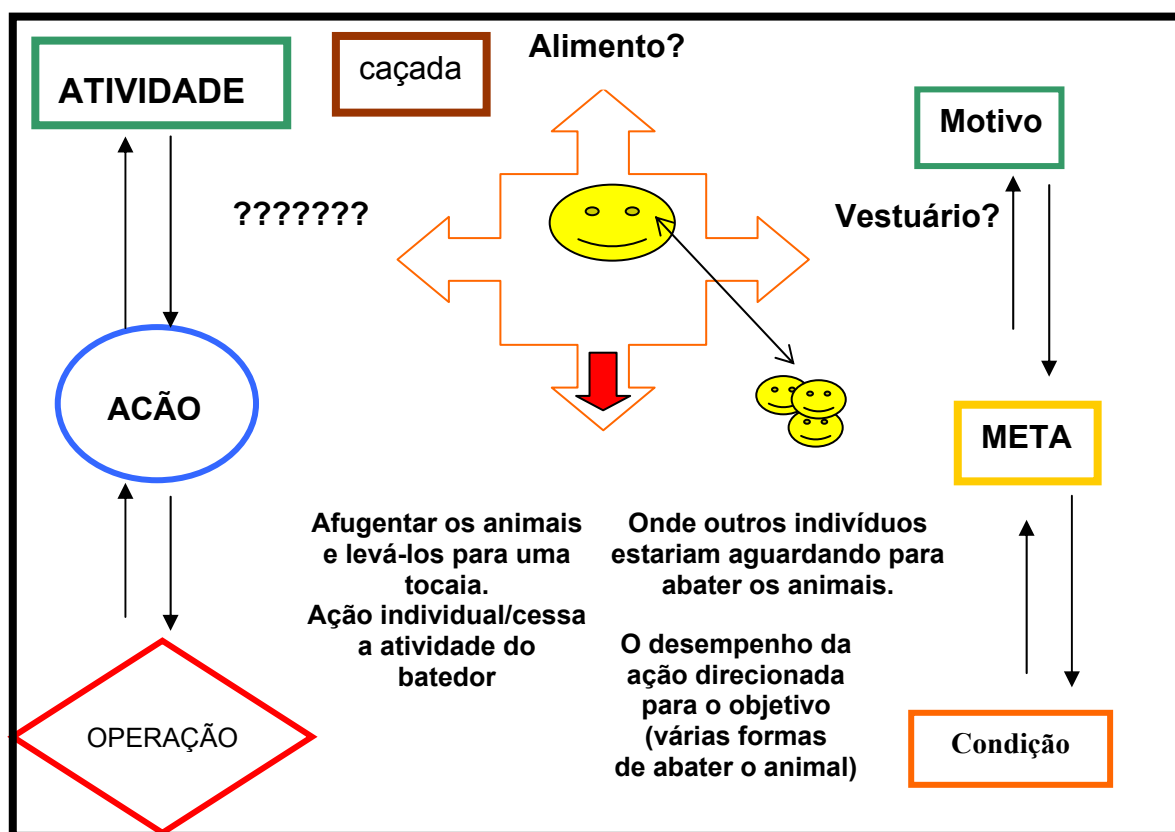 Alimento?
ATIVIDADE
caçada
Motivo
???????
Vestuário?
ACÃO
META
Afugentar os animais
e levá-los para uma
tocaia.
Ação individual/cessa
a atividade do
batedor
Onde outros indivíduos
estariam aguardando para
abater os animais.
O desempenho da
ação direcionada
para o objetivo
(várias formas
de abater o animal)
OPERAÇÃO
Condição